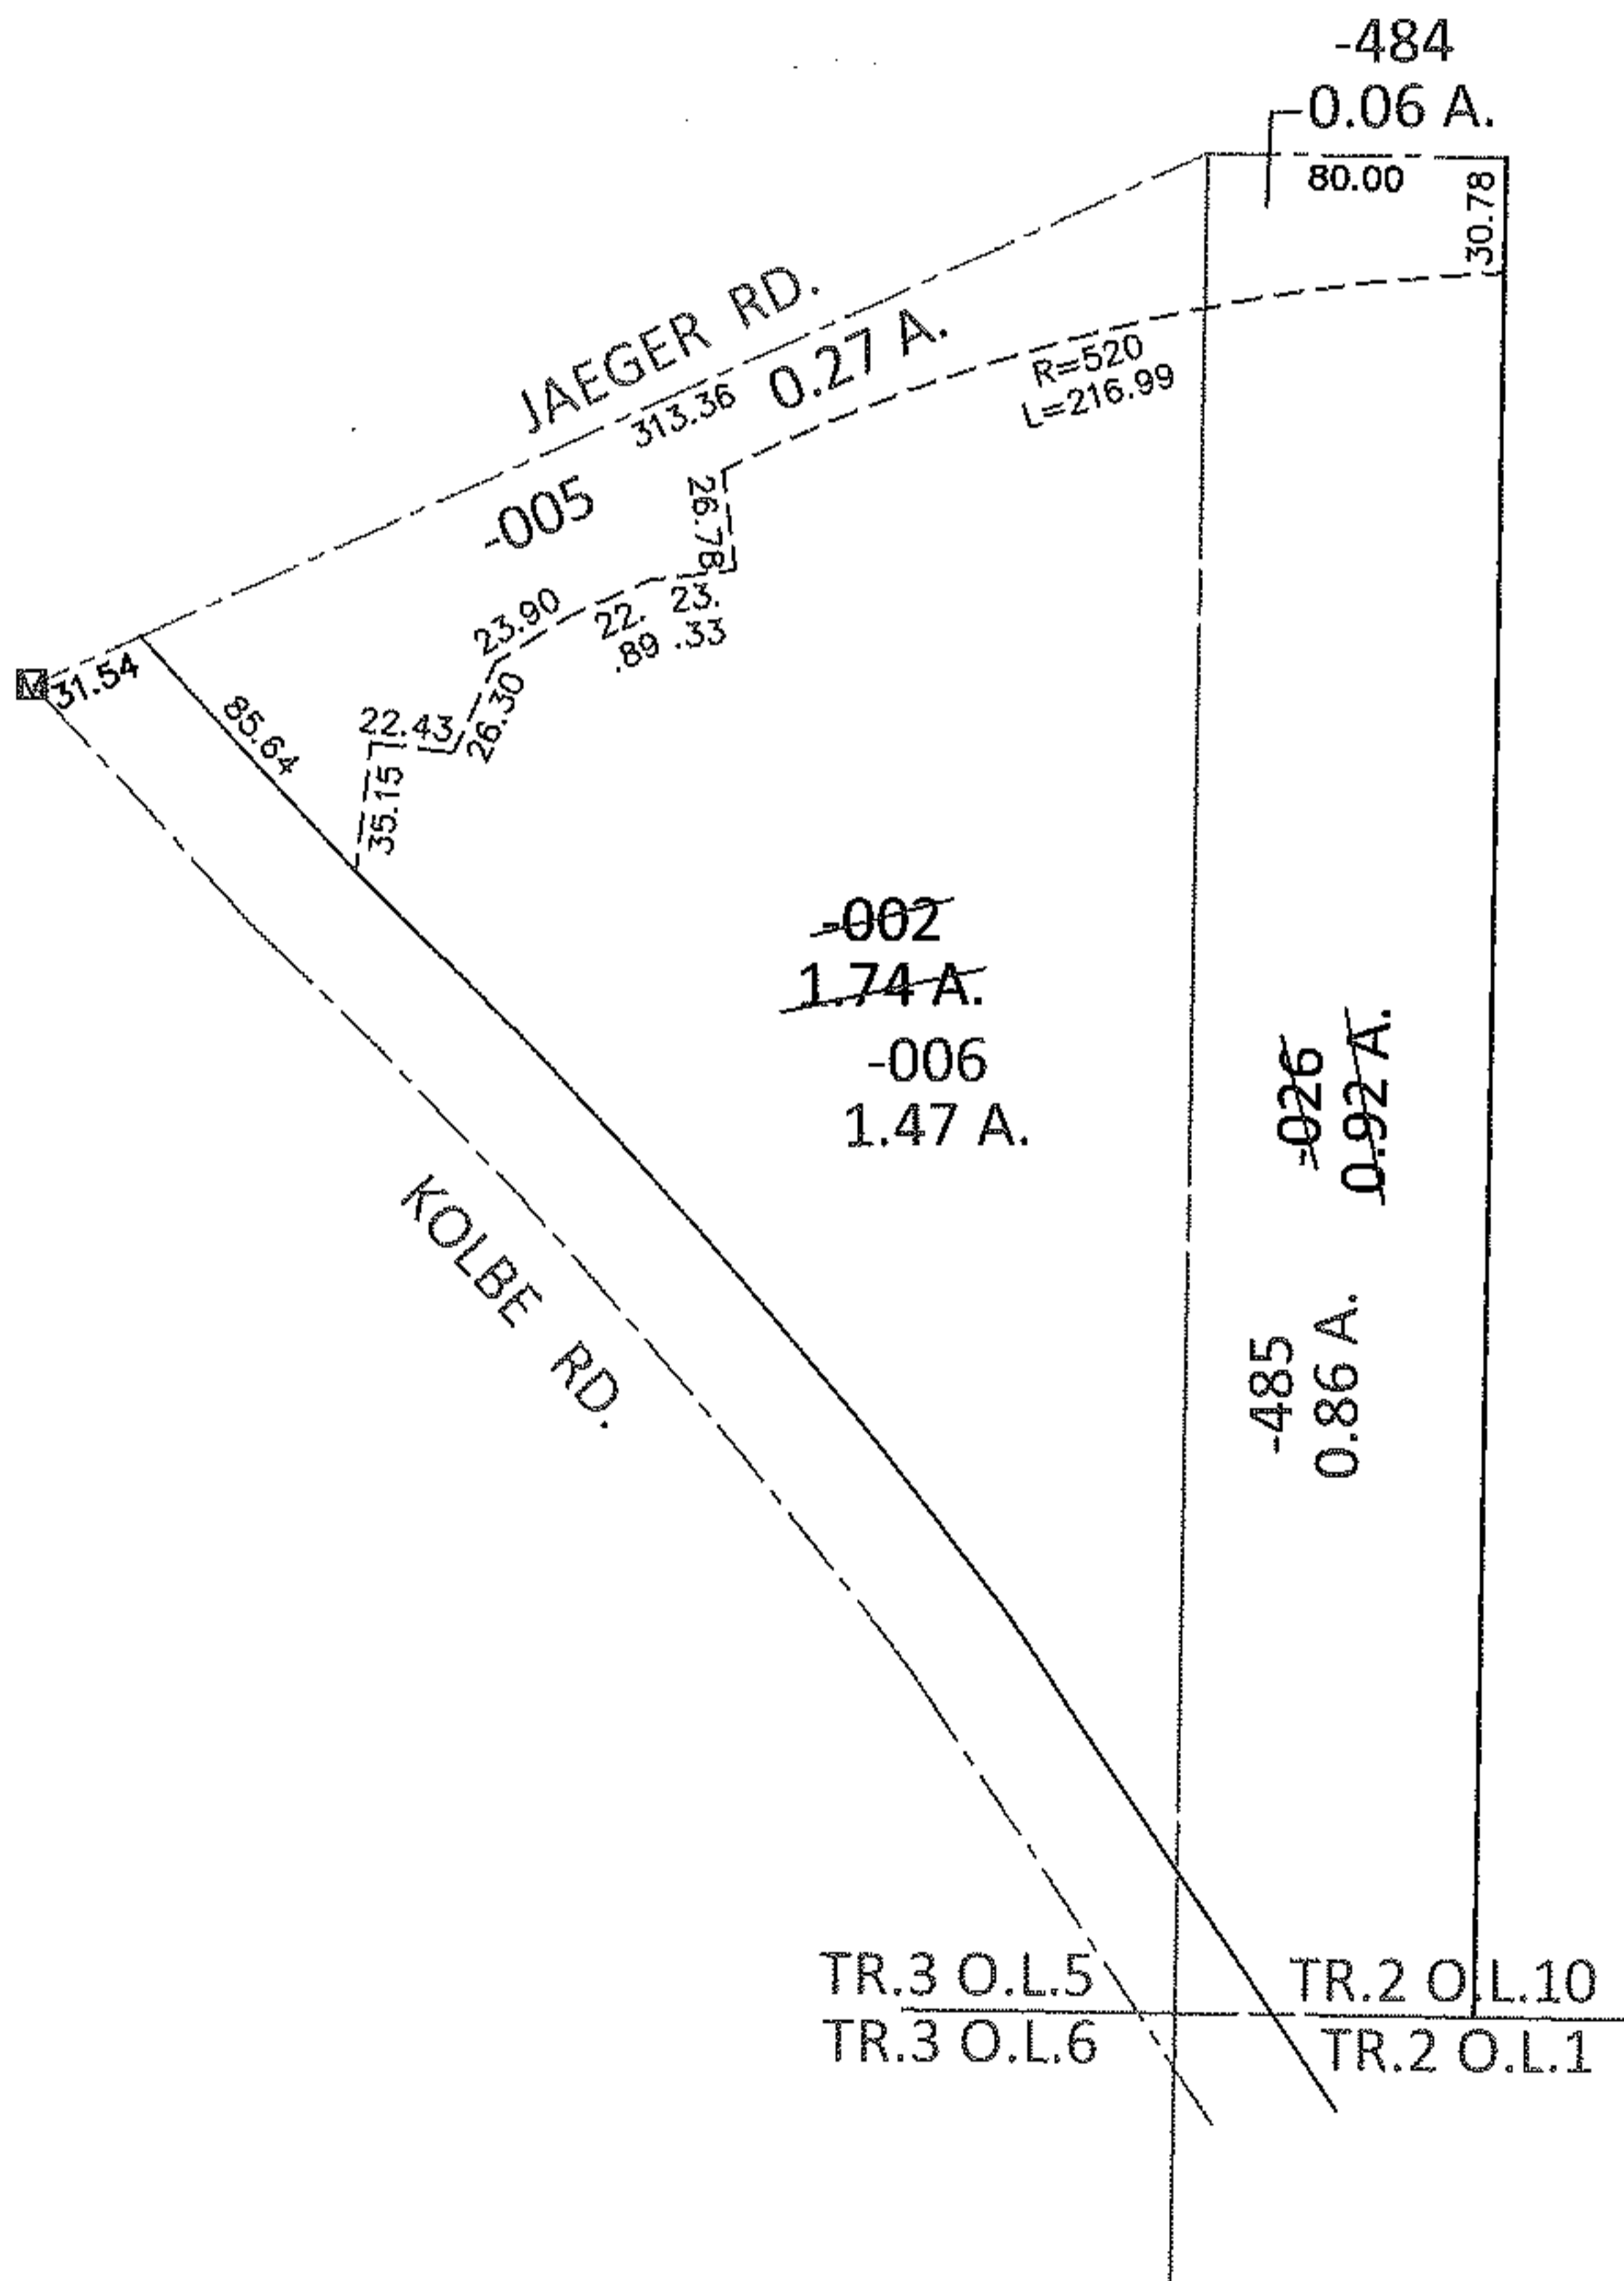 -484
0.06 A.
80.00
30.78
JAEGER RD.
313.36
0.27 A.
R=520
L=216.99
-005
26.78
23.90
22.
.89
23.
.33
M
31.54
85.64
22.43
26.30
35.15
-002
1.74 A.
-006
1.47 A.
-026
0.92 A.
KOLBE RD.
-485
0.86 A.
TR.3 O.L.5
TR.2 O.L.10
TR.3 O.L.6
TR.2 O.L.1